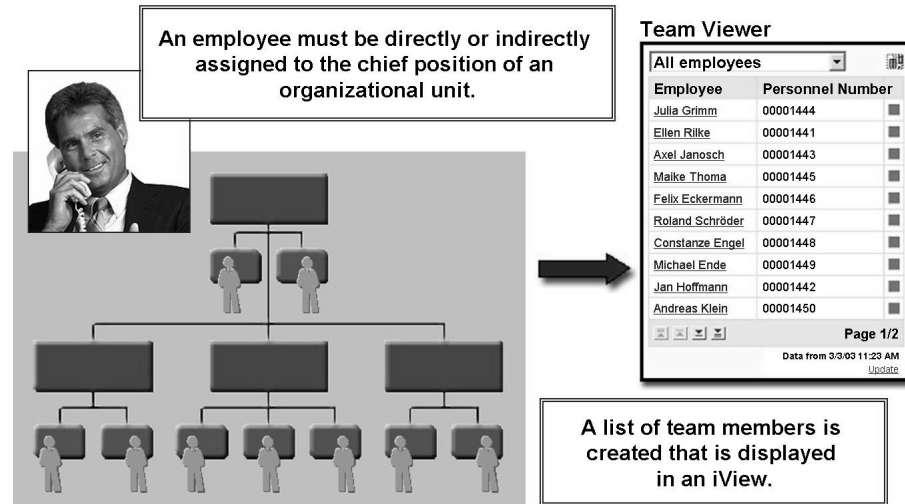 An employee must be directly or indirectly
assigned to the chief position of an
organizational unit.
Team Viewer
All employees
Employee Personnel Number
Julia Grimm 00001444
Ellen Rilke 00001441
Axel Janosch 00001443
Maike Thoma 00001445
Felix Eckermann 00001446
Roland Schröder 00001447
Constanze Engel 00001448
Michael Ende 00001449
Jan Hoffmann 00001442
Andreas Klein 00001450
Page 1/2
Data from 3/3/03 11:23 AM
Update
A list of team members is
created that is displayed
in an iView.